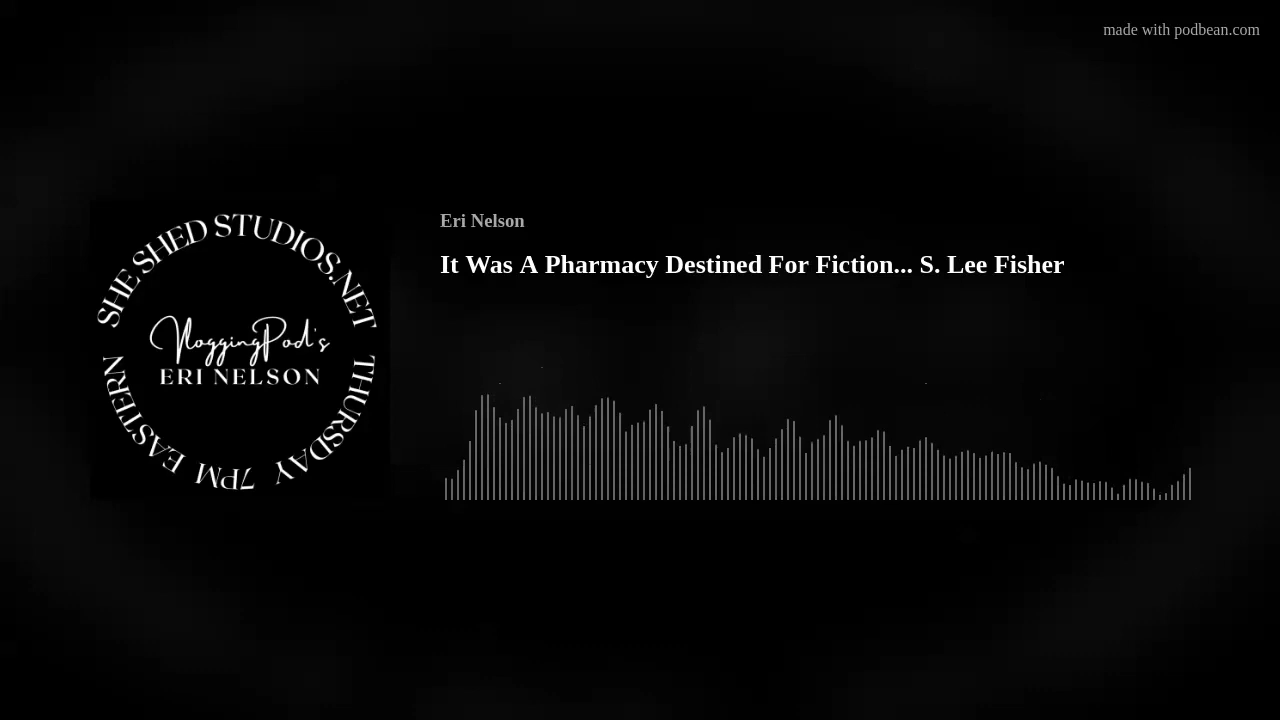 made with podbean.com
SHE SHED STUDIOS.NET
VloggingPod's
ERI NELSON
THURSDAY 7PM EASTERN
Eri Nelson
It Was A Pharmacy Destined For Fiction... S. Lee Fisher